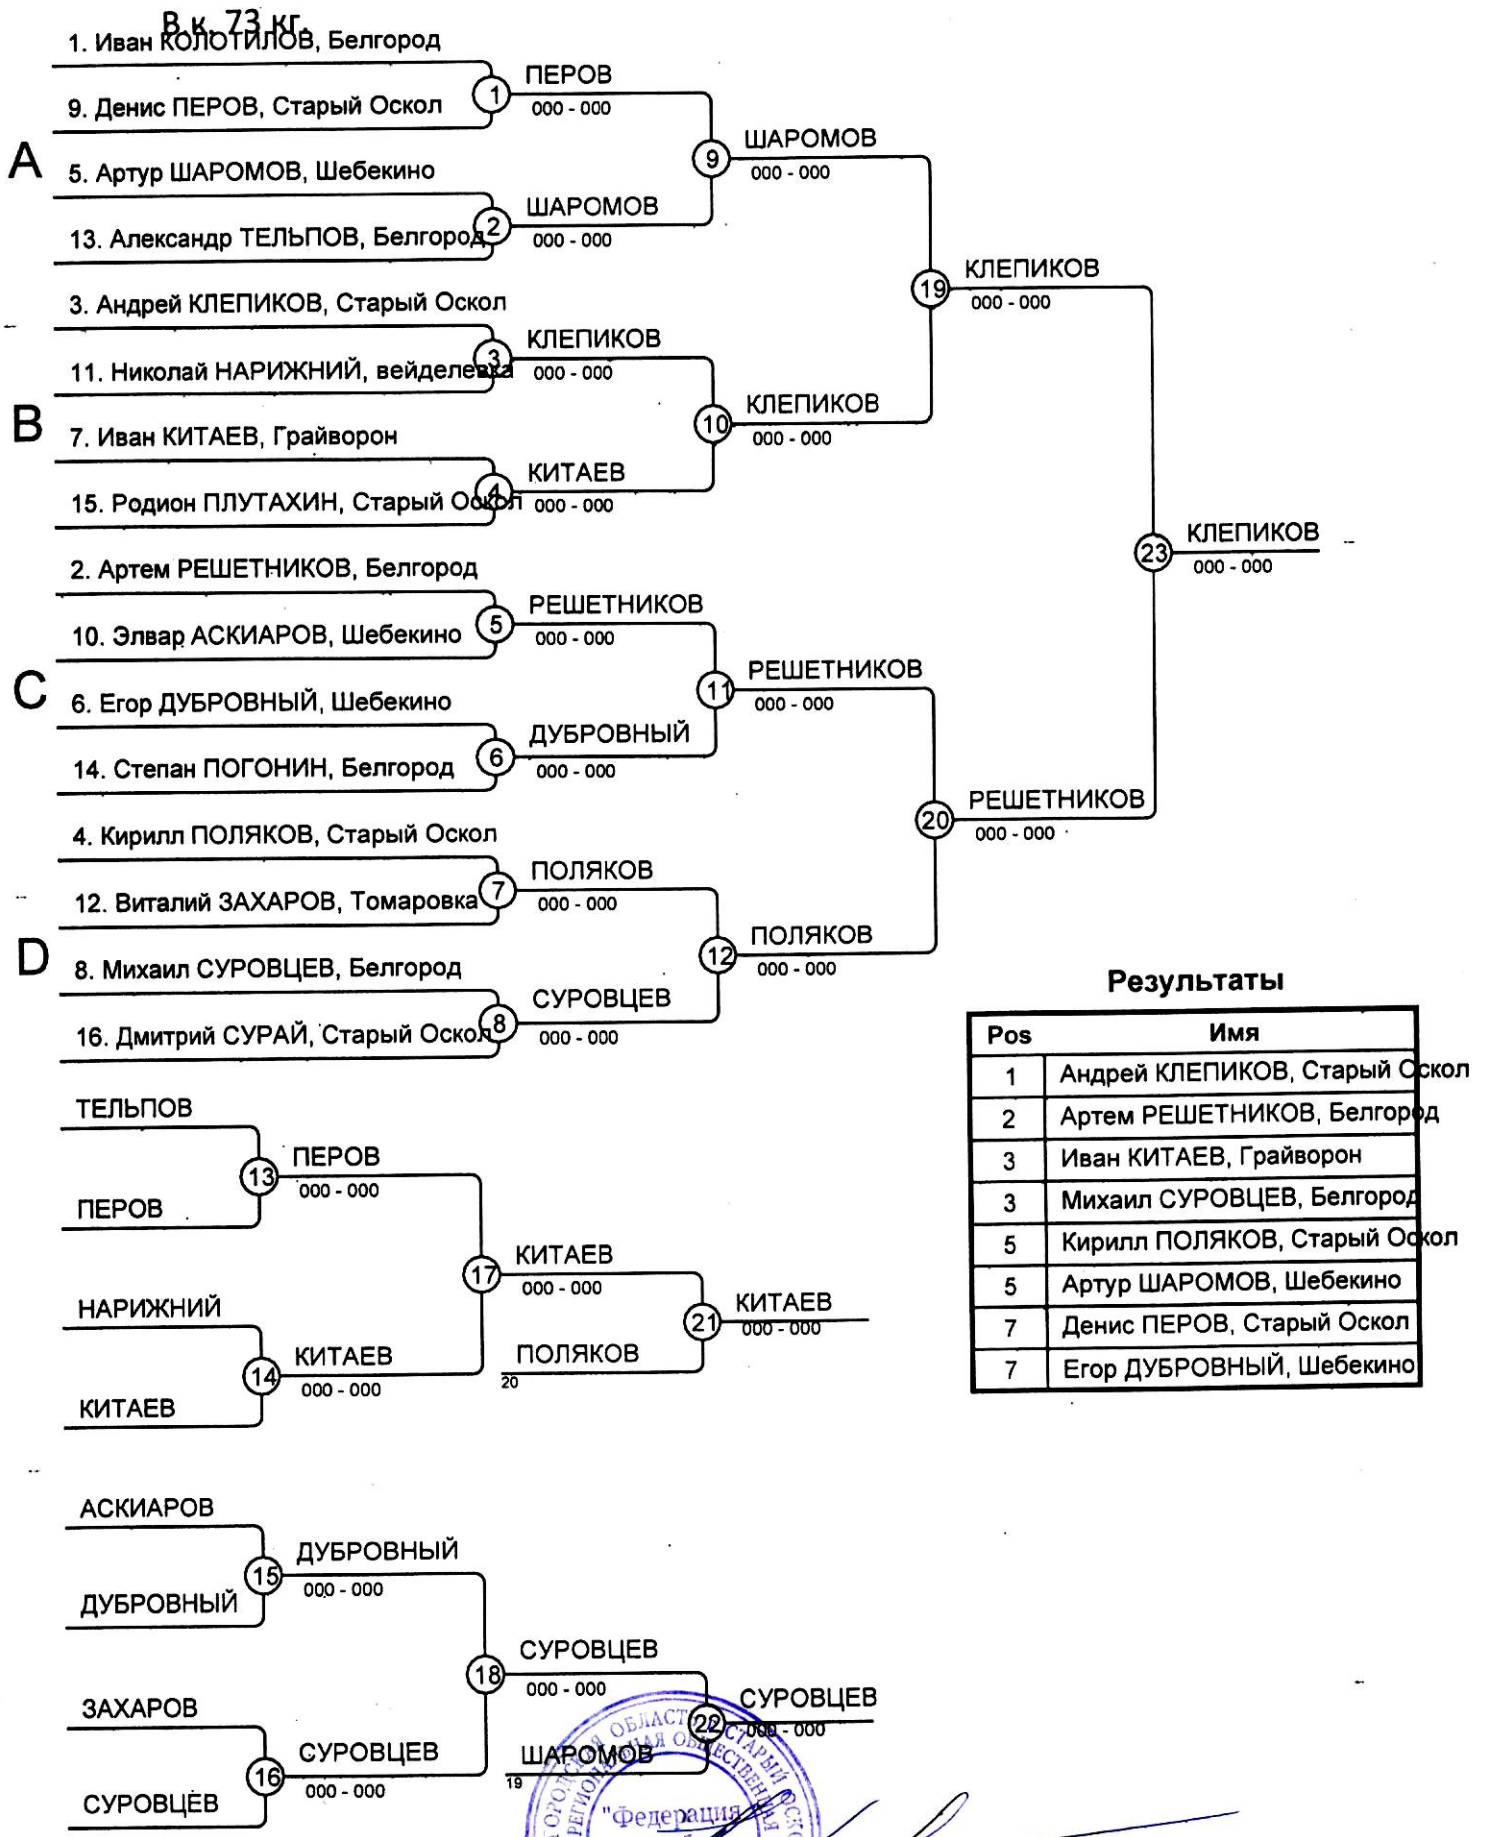 В.к. 73 кг.
1. Иван КОЛОТИЛОВ, Белгород
1
ПЕРОВ
000 - 000
9. Денис ПЕРОВ, Старый Оскол
A
9
ШАРОМОВ
000 - 000
5. Артур ШАРОМОВ, Шебекино
2
ШАРОМОВ
000 - 000
13. Александр ТЕЛЬПОВ, Белгород
19
КЛЕПИКОВ
000 - 000
3. Андрей КЛЕПИКОВ, Старый Оскол
3
КЛЕПИКОВ
000 - 000
11. Николай НАРИЖНИЙ, вейделевка
B
10
КЛЕПИКОВ
000 - 000
7. Иван КИТАЕВ, Грайворон
4
КИТАЕВ
000 - 000
15. Родион ПЛУТАХИН, Старый Оскол
23
КЛЕПИКОВ
000 - 000
2. Артем РЕШЕТНИКОВ, Белгород
5
РЕШЕТНИКОВ
000 - 000
10. Элвар АСКИАРОВ, Шебекино
C
11
РЕШЕТНИКОВ
000 - 000
6. Егор ДУБРОВНЫЙ, Шебекино
6
ДУБРОВНЫЙ
000 - 000
14. Степан ПОГОНИН, Белгород
20
РЕШЕТНИКОВ
000 - 000
4. Кирилл ПОЛЯКОВ, Старый Оскол
7
ПОЛЯКОВ
000 - 000
12. Виталий ЗАХАРОВ, Томаровка
D
12
ПОЛЯКОВ
000 - 000
8. Михаил СУРОВЦЕВ, Белгород
8
СУРОВЦЕВ
000 - 000
16. Дмитрий СУРАЙ, Старый Оскол
Результаты
Pos Имя
1 Андрей КЛЕПИКОВ, Старый Оскол
2 Артем РЕШЕТНИКОВ, Белгород
3 Иван КИТАЕВ, Грайворон
3 Михаил СУРОВЦЕВ, Белгород
5 Кирилл ПОЛЯКОВ, Старый Оскол
5 Артур ШАРОМОВ, Шебекино
7 Денис ПЕРОВ, Старый Оскол
7 Егор ДУБРОВНЫЙ, Шебекино
ТЕЛЬПОВ
13
ПЕРОВ
000 - 000
ПЕРОВ
17
КИТАЕВ
000 - 000
НАРИЖНИЙ
14
КИТАЕВ
000 - 000
КИТАЕВ
21
КИТАЕВ
000 - 000
ПОЛЯКОВ
20
АСКИАРОВ
15
ДУБРОВНЫЙ
000 - 000
ДУБРОВНЫЙ
18
СУРОВЦЕВ
000 - 000
ЗАХАРОВ
16
СУРОВЦЕВ
000 - 000
СУРОВЦЕВ
22
СУРОВЦЕВ
000 - 000
ШАРОМОВ
19
СТАРЫЙ
"Федерация